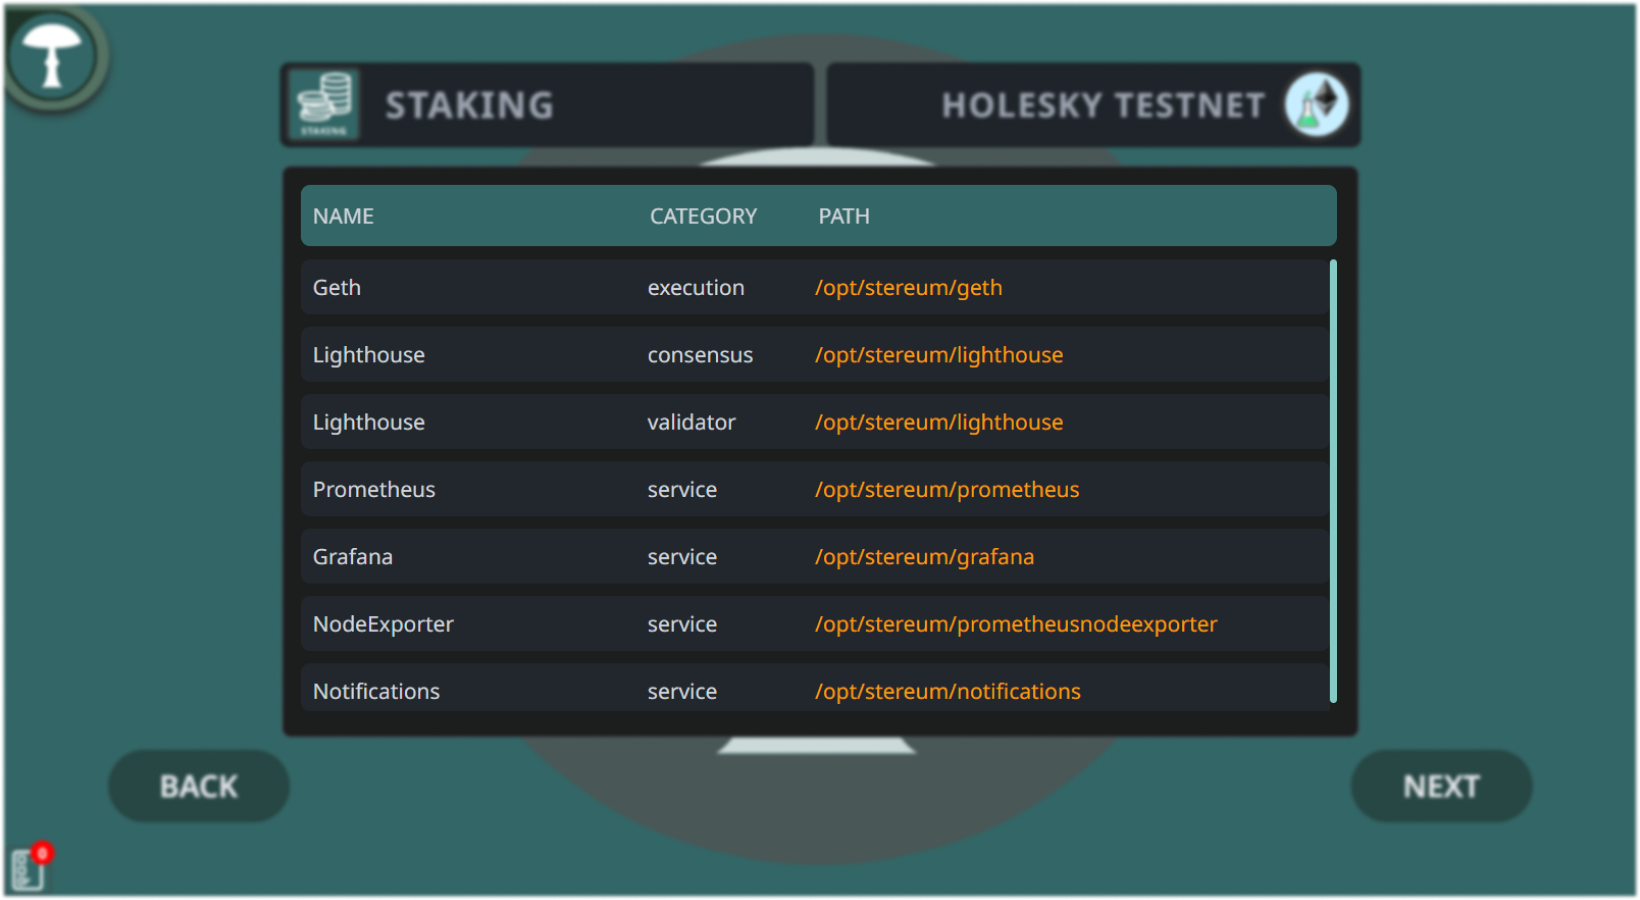 STAKING
STAKING
HOLESKY TESTNET
NAME CATEGORY PATH
Geth execution /opt/stereum/geth
Lighthouse consensus /opt/stereum/lighthouse
Lighthouse validator /opt/stereum/lighthouse
Prometheus service /opt/stereum/prometheus
Grafana service /opt/stereum/grafana
NodeExporter service /opt/stereum/prometheusnodeexporter
Notifications service /opt/stereum/notifications
BACK
NEXT
0